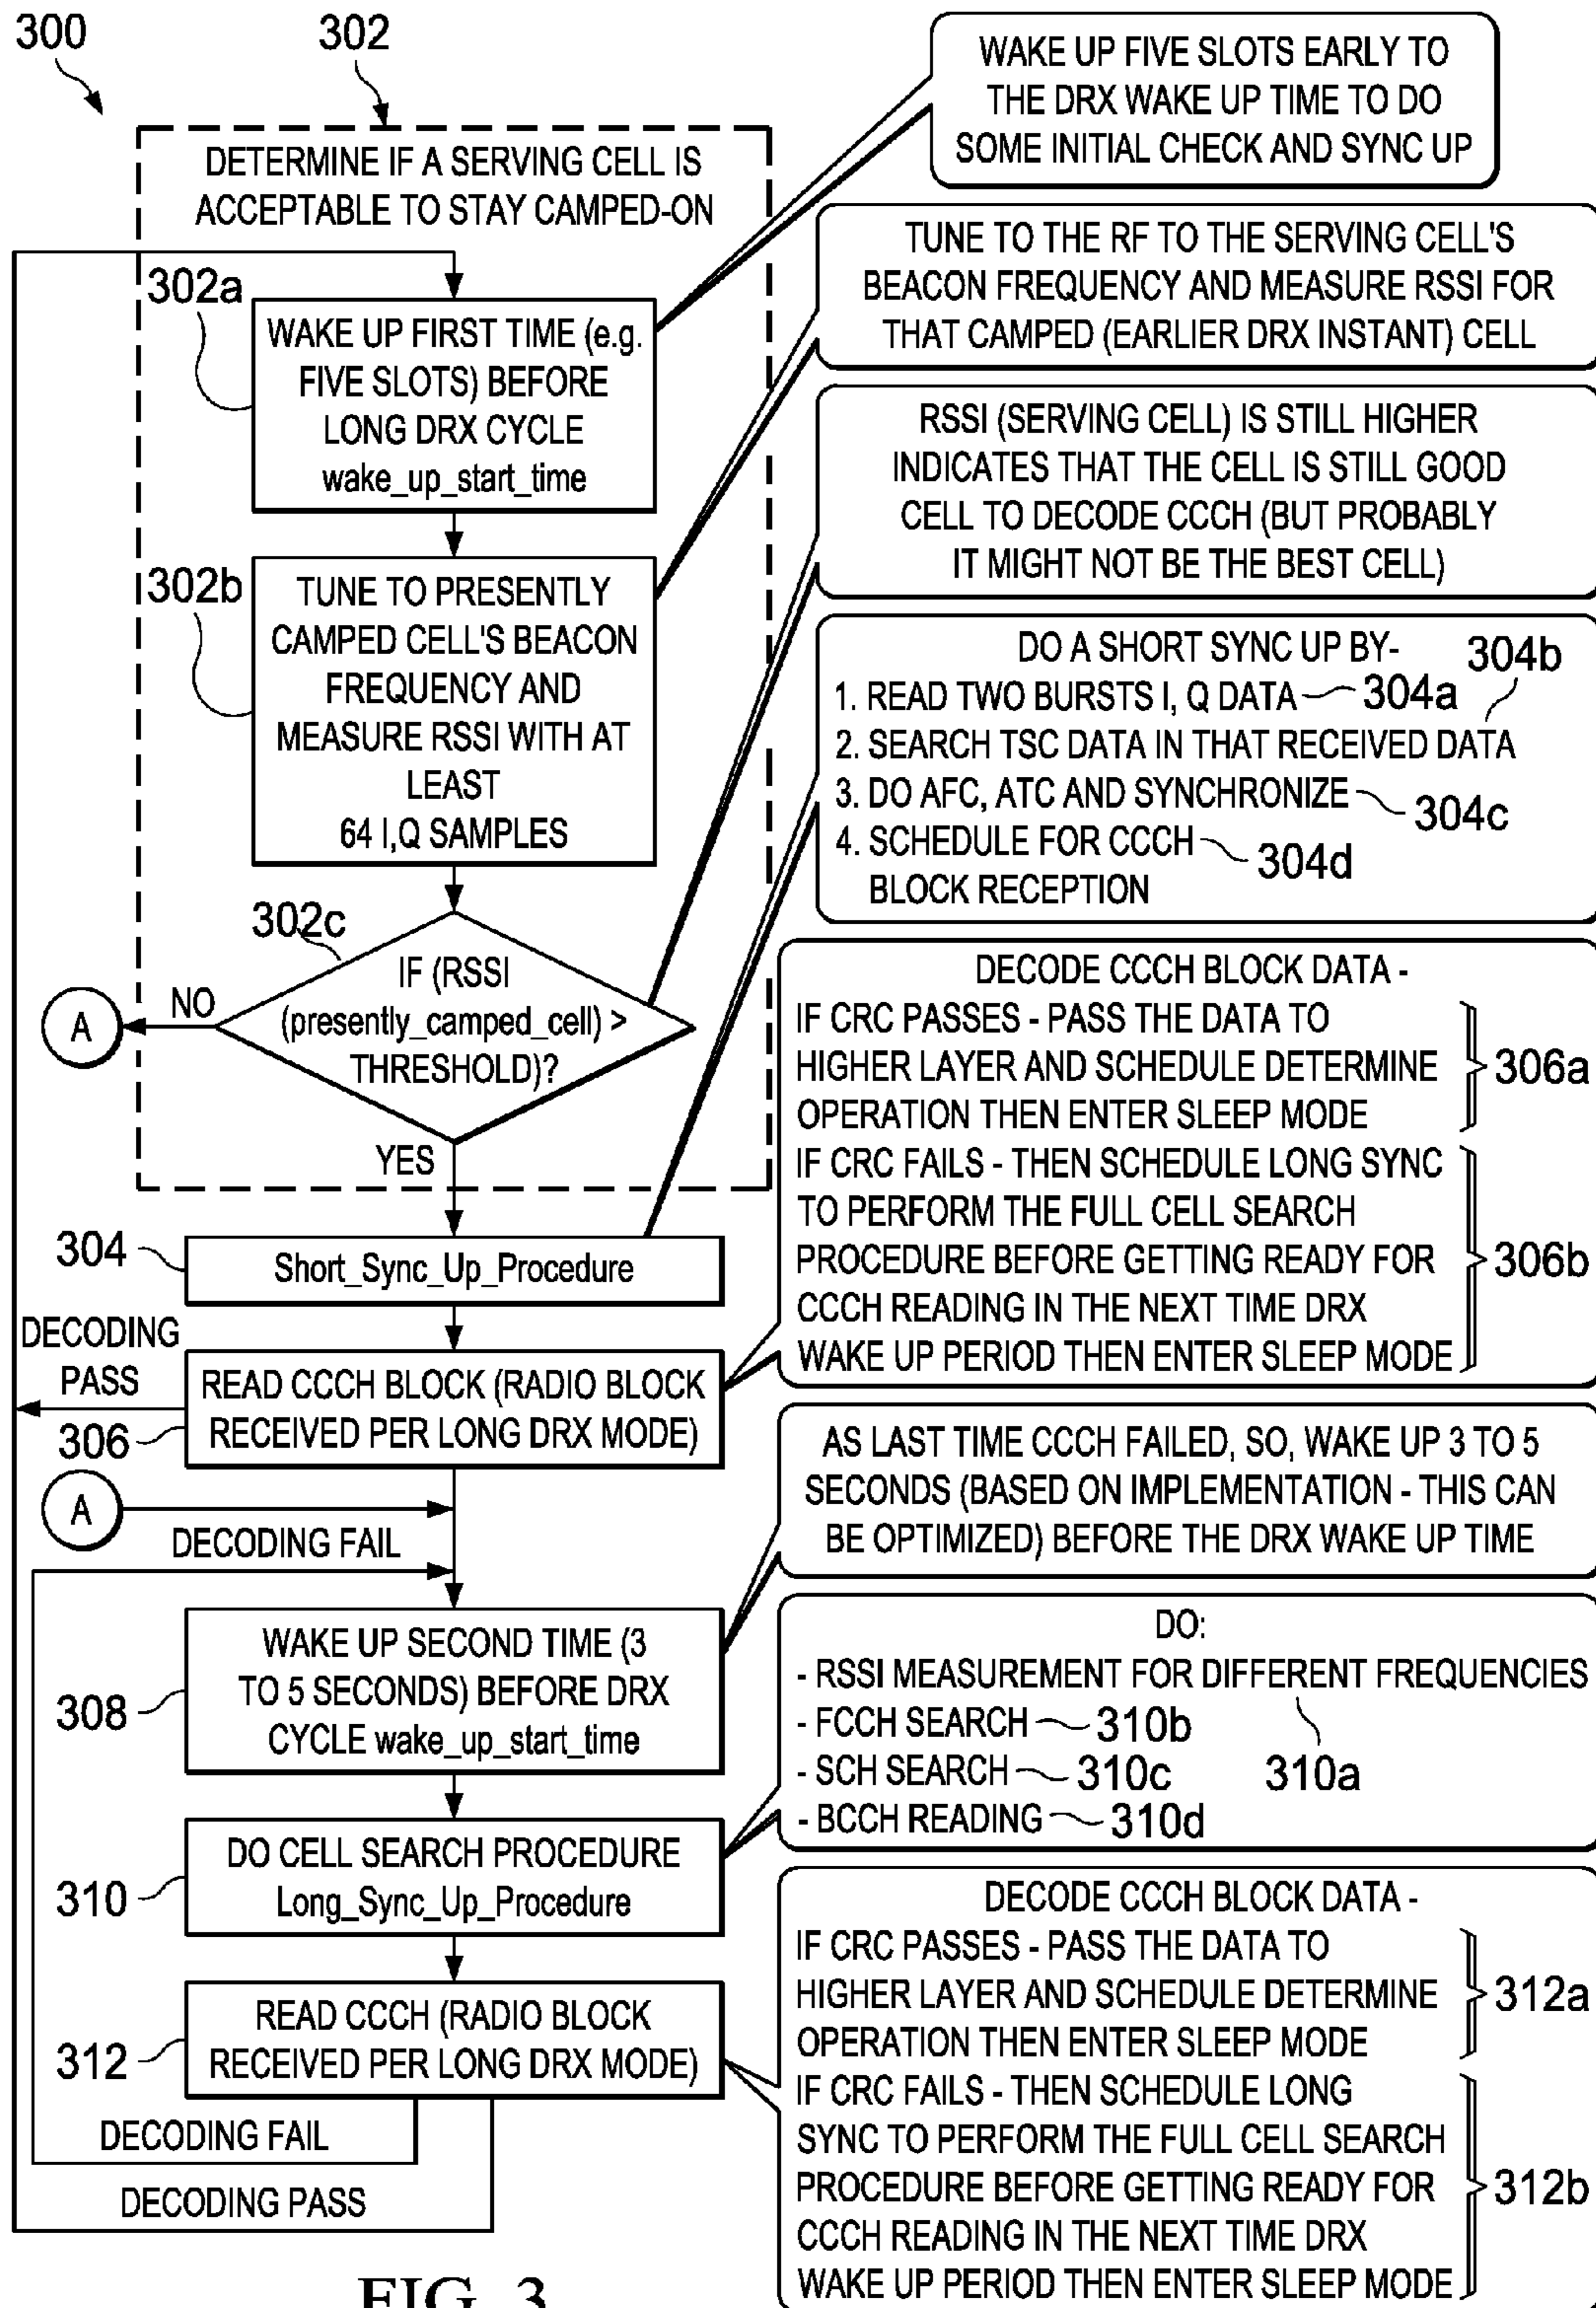 300
302
DETERMINE IF A SERVING CELL IS
ACCEPTABLE TO STAY CAMPED-ON
302a
WAKE UP FIRST TIME (e.g.
FIVE SLOTS) BEFORE
LONG DRX CYCLE
wake_up_start_time
WAKE UP FIVE SLOTS EARLY TO
THE DRX WAKE UP TIME TO DO
SOME INITIAL CHECK AND SYNC UP
302b
TUNE TO PRESENTLY
CAMPED CELL'S BEACON
FREQUENCY AND
MEASURE RSSI WITH AT
LEAST
64 I,Q SAMPLES
TUNE TO THE RF TO THE SERVING CELL'S
BEACON FREQUENCY AND MEASURE RSSI FOR
THAT CAMPED (EARLIER DRX INSTANT) CELL
302c
IF (RSSI
(presently_camped_cell) >
THRESHOLD)?
NO
A
YES
RSSI (SERVING CELL) IS STILL HIGHER
INDICATES THAT THE CELL IS STILL GOOD
CELL TO DECODE CCCH (BUT PROBABLY
IT MIGHT NOT BE THE BEST CELL)
304
Short_Sync_Up_Procedure
DO A SHORT SYNC UP BY-
304b
1. READ TWO BURSTS I, Q DATA 304a
2. SEARCH TSC DATA IN THAT RECEIVED DATA
3. DO AFC, ATC AND SYNCHRONIZE 304c
4. SCHEDULE FOR CCCH 304d
BLOCK RECEPTION
DECODING
PASS
306
READ CCCH BLOCK (RADIO BLOCK
RECEIVED PER LONG DRX MODE)
DECODE CCCH BLOCK DATA -
IF CRC PASSES - PASS THE DATA TO
HIGHER LAYER AND SCHEDULE DETERMINE
OPERATION THEN ENTER SLEEP MODE
306a
IF CRC FAILS - THEN SCHEDULE LONG SYNC
TO PERFORM THE FULL CELL SEARCH
PROCEDURE BEFORE GETTING READY FOR
CCCH READING IN THE NEXT TIME DRX
WAKE UP PERIOD THEN ENTER SLEEP MODE
306b
A
DECODING FAIL
308
WAKE UP SECOND TIME (3
TO 5 SECONDS) BEFORE DRX
CYCLE wake_up_start_time
AS LAST TIME CCCH FAILED, SO, WAKE UP 3 TO 5
SECONDS (BASED ON IMPLEMENTATION - THIS CAN
BE OPTIMIZED) BEFORE THE DRX WAKE UP TIME
310
DO CELL SEARCH PROCEDURE
Long_Sync_Up_Procedure
DO:
- RSSI MEASUREMENT FOR DIFFERENT FREQUENCIES
- FCCH SEARCH 310b
- SCH SEARCH 310c 310a
- BCCH READING 310d
312
READ CCCH (RADIO BLOCK
RECEIVED PER LONG DRX MODE)
DECODING FAIL
DECODING PASS
DECODE CCCH BLOCK DATA -
IF CRC PASSES - PASS THE DATA TO
HIGHER LAYER AND SCHEDULE DETERMINE
OPERATION THEN ENTER SLEEP MODE
312a
IF CRC FAILS - THEN SCHEDULE LONG
SYNC TO PERFORM THE FULL CELL SEARCH
PROCEDURE BEFORE GETTING READY FOR
CCCH READING IN THE NEXT TIME DRX
WAKE UP PERIOD THEN ENTER SLEEP MODE
312b
FIG. 3